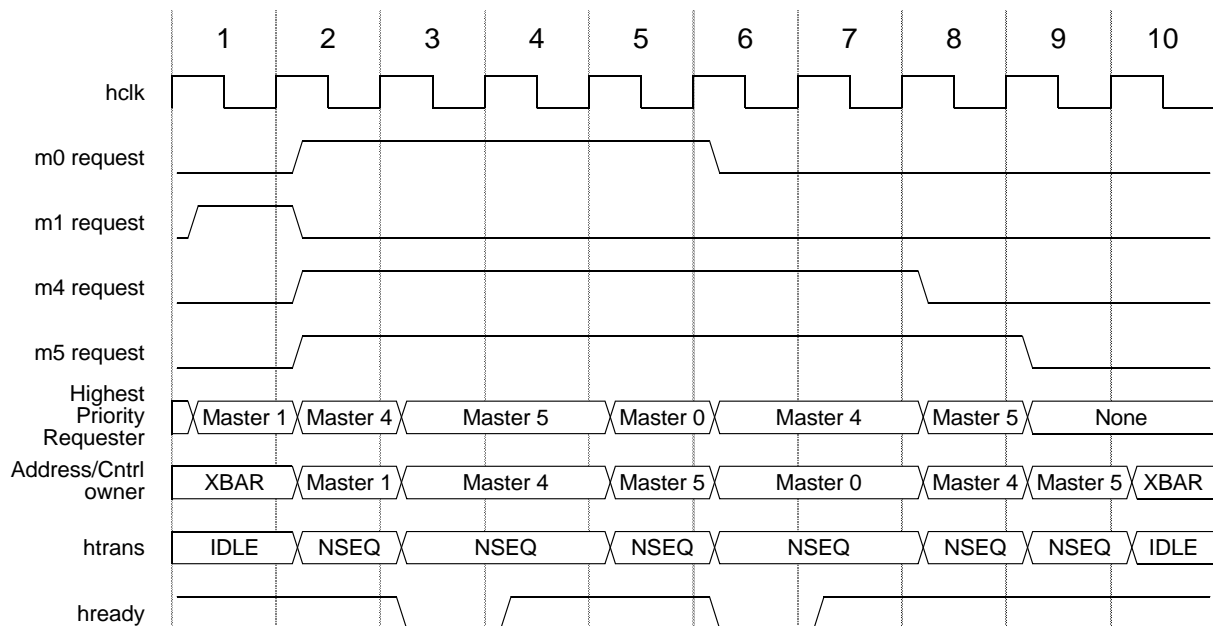 1 2 3 4 5 6 7 8 9 10
hclk
m0 request
m1 request
m4 request
m5 request
Highest
Priority
Requester
Master 1 Master 4 Master 5 Master 0 Master 4 Master 5 None
Address/Cntrl
owner
XBAR Master 1 Master 4 Master 5 Master 0 Master 4 Master 5 XBAR
htrans IDLE NSEQ NSEQ NSEQ NSEQ NSEQ NSEQ IDLE
hready